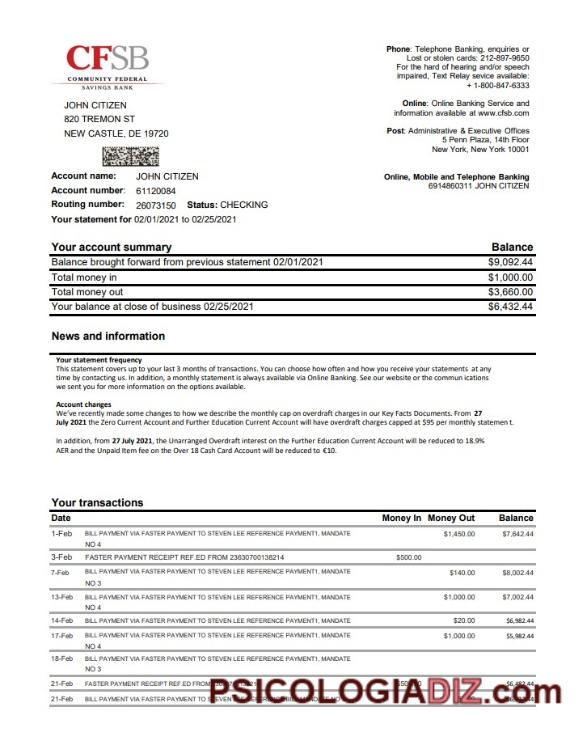 CFSB
COMMUNITY FEDERAL
SAVINGS BANK
JOHN CITIZEN
820 TREMON ST
NEW CASTLE, DE 19720
Phone: Telephone Banking, enquiries or
Lost or stolen cards: 212-897-9650
For the hard of hearing and/or speech
impaired, Text Relay sevice available:
+ 1-800-847-6333
Online: Online Banking Service and
information available at www.cfsb.com
Post: Administrative & Executive Offices
5 Penn Plaza, 14th Floor
New York, New York 10001
Online, Mobile and Telephone Banking
6914860311 JOHN CITIZEN
Account name: JOHN CITIZEN
Account number: 61120084
Routing number: 26073150 Status: CHECKING
Your statement for 02/01/2021 to 02/25/2021
Your account summary Balance
Balance brought forward from previous statement 02/01/2021 $9,092.44
Total money in $1,000.00
Total money out $3,660.00
Your balance at close of business 02/25/2021 $6,432.44
News and information
Your statement frequency
This statement covers up to your last 3 months of transactions. You can choose how often and how you receive your statements at any
time by contacting us. In addition, a monthly statement is always available via Online Banking. See our website or the commun ications
we sent you for more information on the options available.
Account changes
We've recently made some changes to how we describe the monthly cap on overdraft charges in our Key Facts Documents. From 27
July 2021 the Zero Current Account and Further Education Current Account will have overdraft charges capped at $95 per monthly statemen t.
In addition, from 27 July 2021, the Unarranged Overdraft interest on the Further Education Current Account will be reduced to 18.9%
AER and the Unpaid Item fee on the Over 18 Cash Card Account will be reduced to €10.
Your transactions
Date Money In Money Out Balance
1-Feb BILL PAYMENT VIA FASTER PAYMENT TO STEVEN LEE REFERENCE PAYMENT1, MANDATE $1,450.00 $7,642.44
NO 4
3-Feb FASTER PAYMENT RECEIPT REF.ED FROM 23630700138214 $500.00
7-Feb BILL PAYMENT VIA FASTER PAYMENT TO STEVEN LEE REFERENCE PAYMENT1, MANDATE $140.00 $8,002.44
NO 3
13-Feb BILL PAYMENT VIA FASTER PAYMENT TO STEVEN LEE REFERENCE PAYMENT1, MANDATE $1,000.00 $7,002.44
NO 4
14-Feb BILL PAYMENT VIA FASTER PAYMENT TO STEVEN LEE REFERENCE PAYMENT1, MANDATE $20.00 $6,982.44
17-Feb BILL PAYMENT VIA FASTER PAYMENT TO STEVEN LEE REFERENCE PAYMENT1, MANDATE $1,000.00 $5,982.44
NO 4
18-Feb BILL PAYMENT VIA FASTER PAYMENT TO STEVEN LEE REFERENCE PAYMENT1, MANDATE
NO 3
21-Feb FASTER PAYMENT RECEIPT REF.ED FROM
21-Feb BILL PAYMENT VIA FASTER PAYMENT TO
PSICOLOGIADIZ.com